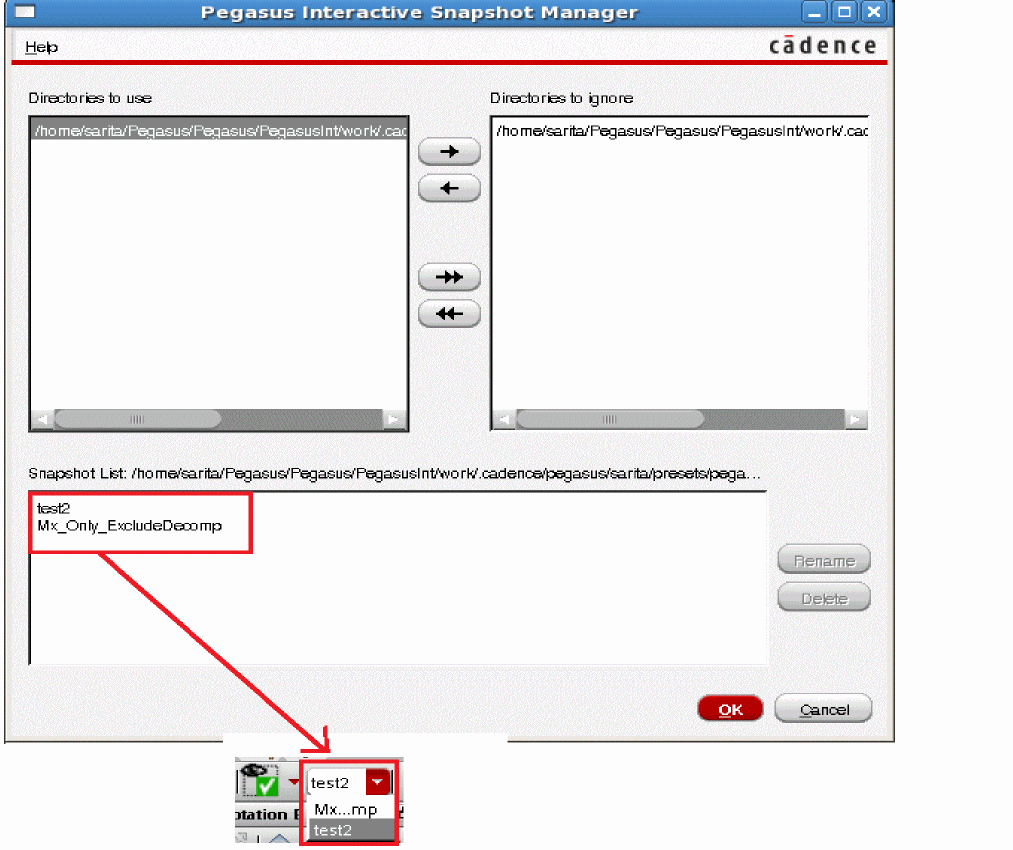 Pegasus Interactive Snapshot Manager
Help
cādence
Directories to use
Directories to ignore
/home/sarita/Pegasus/Pegasus/PegasusInt/work/.cad
/home/sarita/Pegasus/Pegasus/PegasusInt/work/.cac
Snapshot List: /home/sarita/Pegasus/Pegasus/PegasusInt/work/.cadence/pegasus/sarita/presets/pega...
test2
Mx_Only_ExcludeDecomp
Rename
Delete
OK
Cancel
test2
Mx...mp
test2